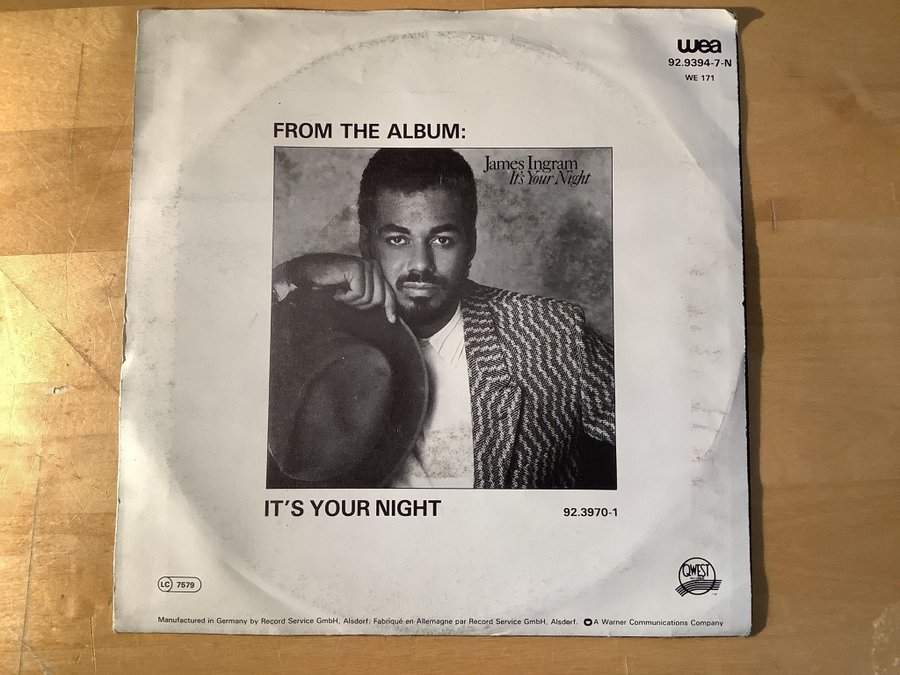 wea
92.9394-7-N
WE 171
FROM THE ALBUM:
James Ingram
It's Your Night
IT'S YOUR NIGHT
92.3970-1
LC 7579
QWEST
Manufactured in Germany by Record Service GmbH, Alsdorf. Fabriqué en Allemagne par Record Service GmbH, Alsdorf. A Warner Communications Company